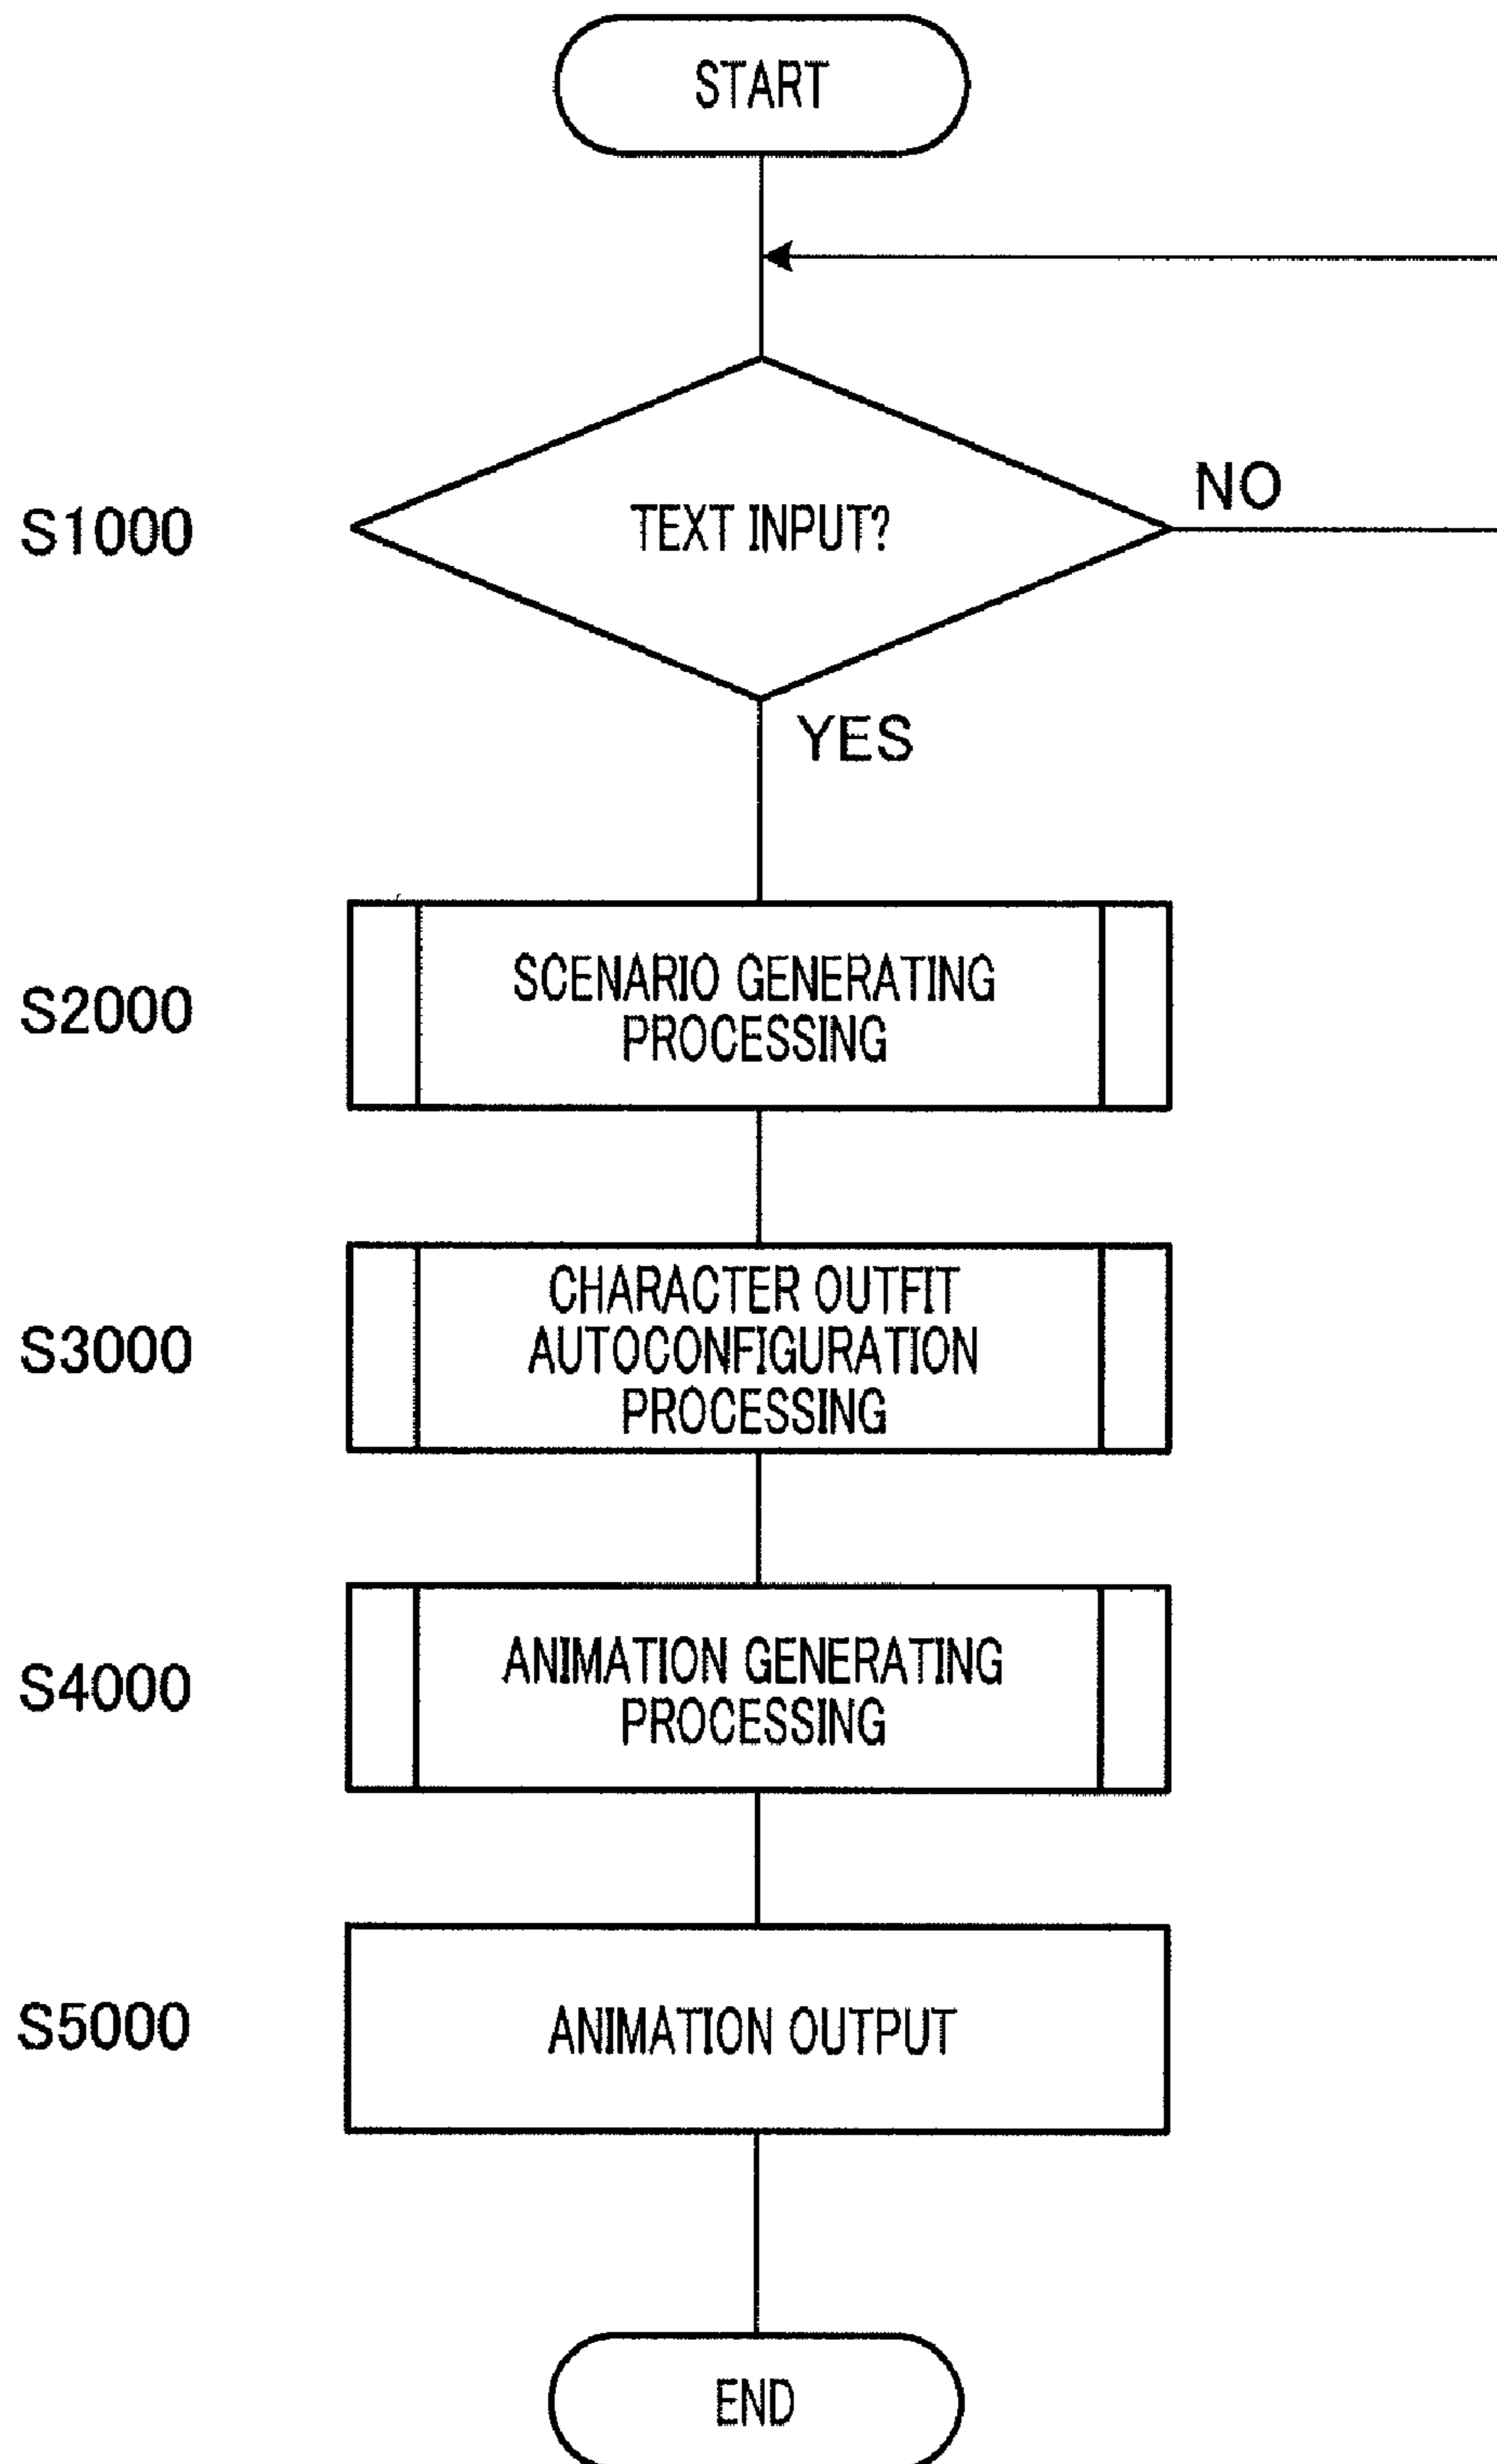 START
S1000
TEXT INPUT?
NO
YES
S2000
SCENARIO GENERATING
PROCESSING
S3000
CHARACTER OUTFIT
AUTOCONFIGURATION
PROCESSING
S4000
ANIMATION GENERATING
PROCESSING
S5000
ANIMATION OUTPUT
END